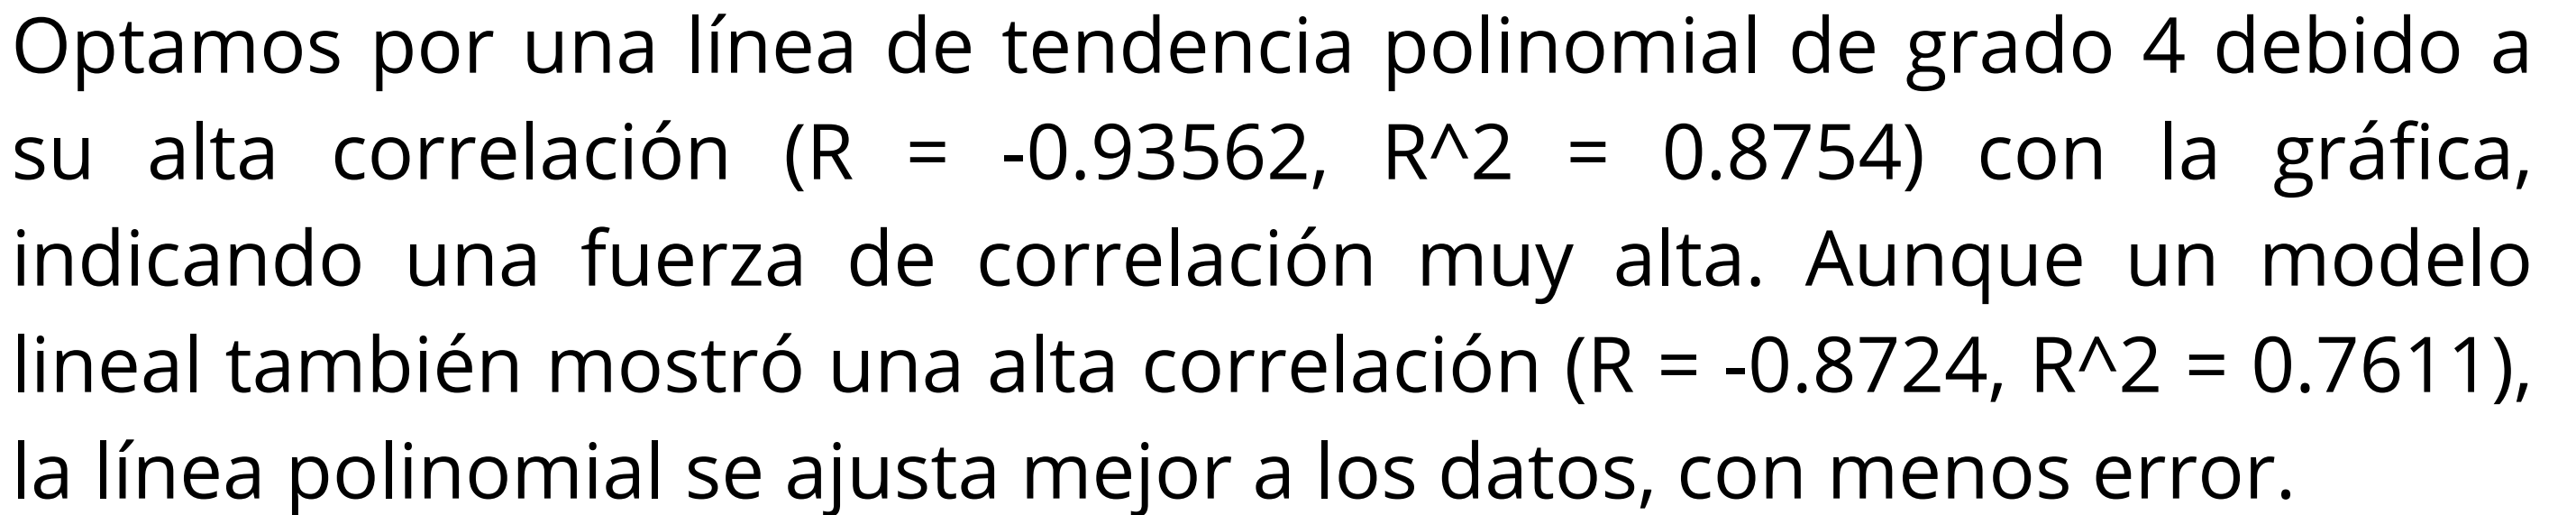 Optamos por una línea de tendencia polinomial de grado 4 debido a
su alta correlación (R = -0.93562, R^2 = 0.8754) con la gráfica,
indicando una fuerza de correlación muy alta. Aunque un modelo
lineal también mostró una alta correlación (R = -0.8724, R^2 = 0.7611),
la línea polinomial se ajusta mejor a los datos, con menos error.